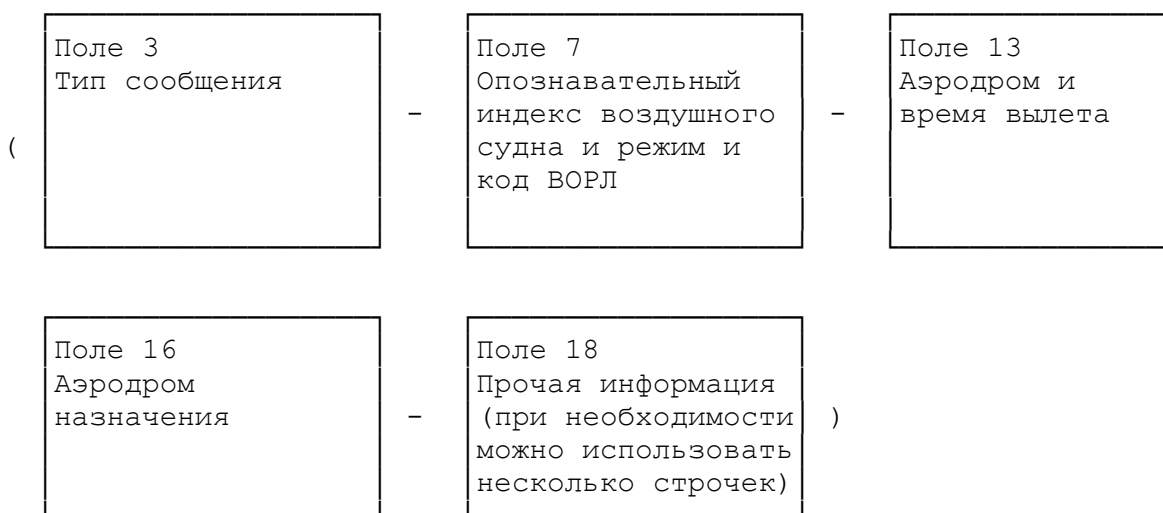 Поле 3
Тип сообщения
Поле 7
Опознавательный
индекс воздушного
судна и режим и
код ВОРЛ
Поле 13
Аэродром и
время вылета
(
-
-
Поле 16
Аэродром
назначения
-
Поле 18
Прочая информация
(при необходимости
можно использовать
несколько строчек)
)